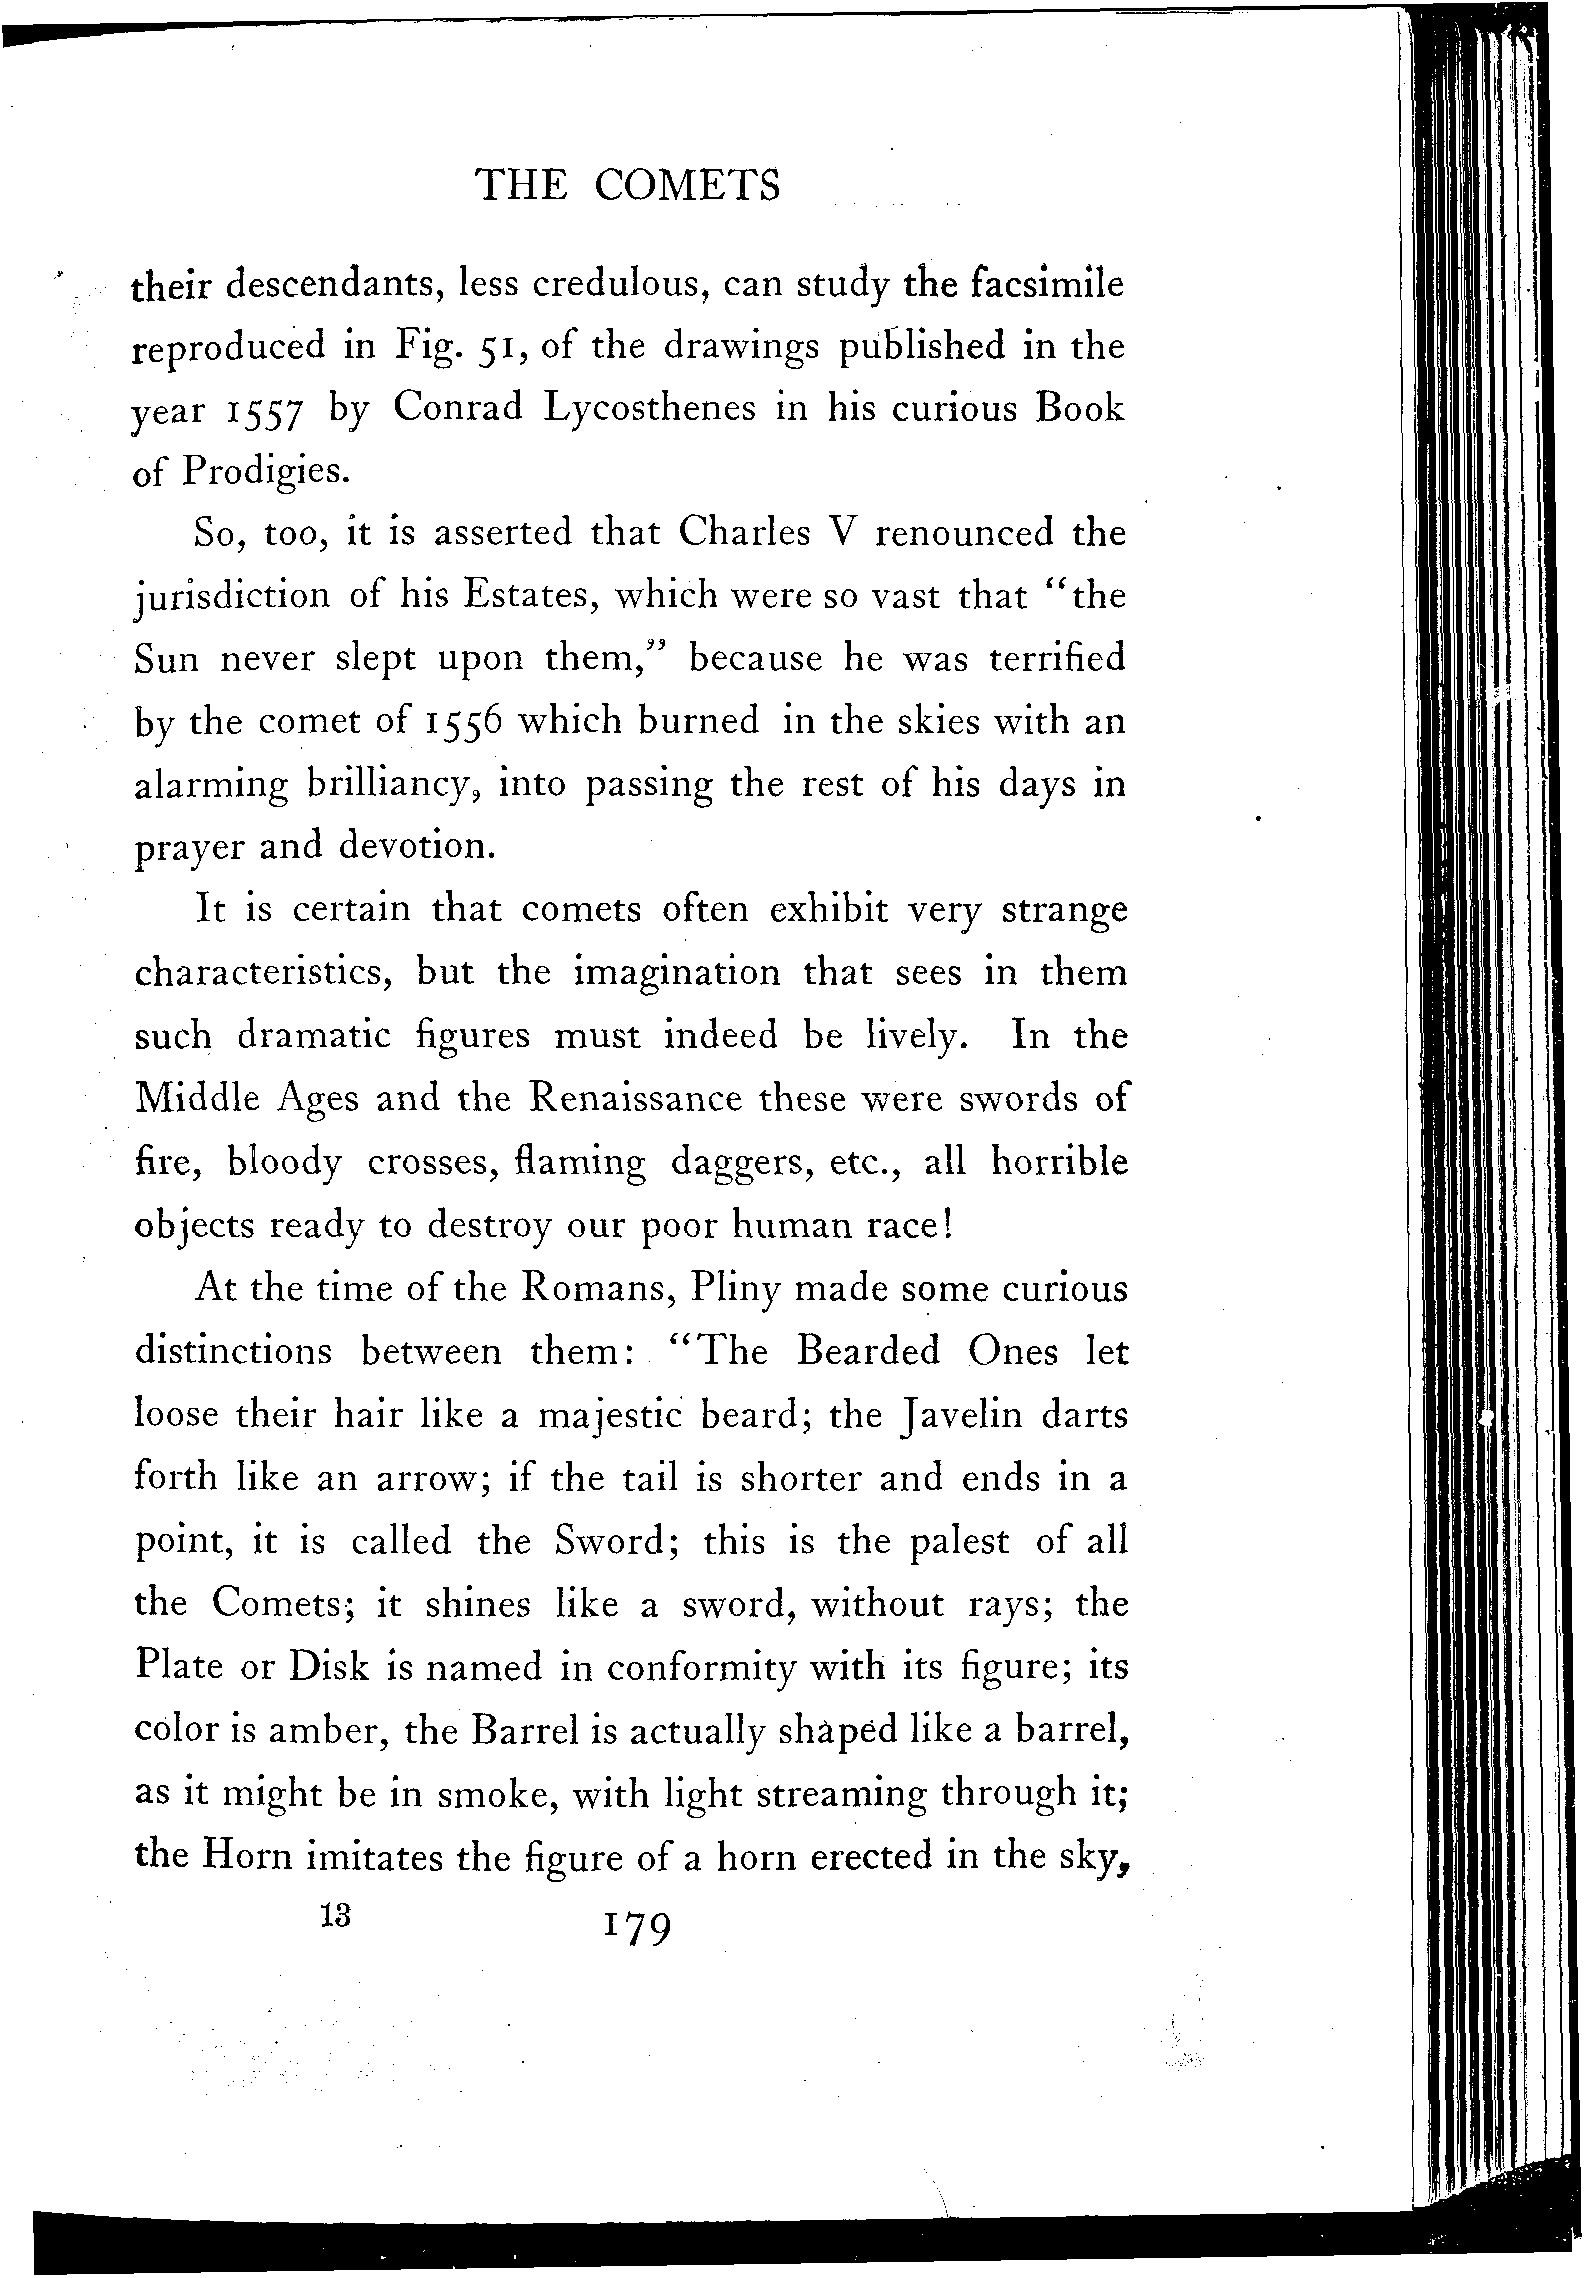 THE COMETS
their descendants, less credulous, can study the facsimile
reproduced in Fig. 51, of the drawings published in the
year 1557 by Conrad Lycosthenes in his curious Book
of Prodigies.
So, too, it is asserted that Charles V renounced the
jurisdiction of his Estates, which were so vast that "the
Sun never slept upon them," because he was terrified
by the comet of 1556 which burned in the skies with an
alarming brilliancy, into passing the rest of his days in
prayer and devotion.
It is certain that comets often exhibit very strange
characteristics, but the imagination that sees in them
such dramatic figures must indeed be lively. In the
Middle Ages and the Renaissance these were swords of
fire, bloody crosses, flaming daggers, etc., all horrible
objects ready to destroy our poor human race!
At the time of the Romans, Pliny made some curious
distinctions between them: "The Bearded Ones let
loose their hair like a majestic beard; the Javelin darts
forth like an arrow; if the tail is shorter and ends in a
point, it is called the Sword; this is the palest of all
the Comets; it shines like a sword, without rays; the
Plate or Disk is named in conformity with its figure; its
color is amber, the Barrel is actually shaped like a barrel,
as it might be in smoke, with light streaming through it;
the Horn imitates the figure of a horn erected in the sky,
13 179